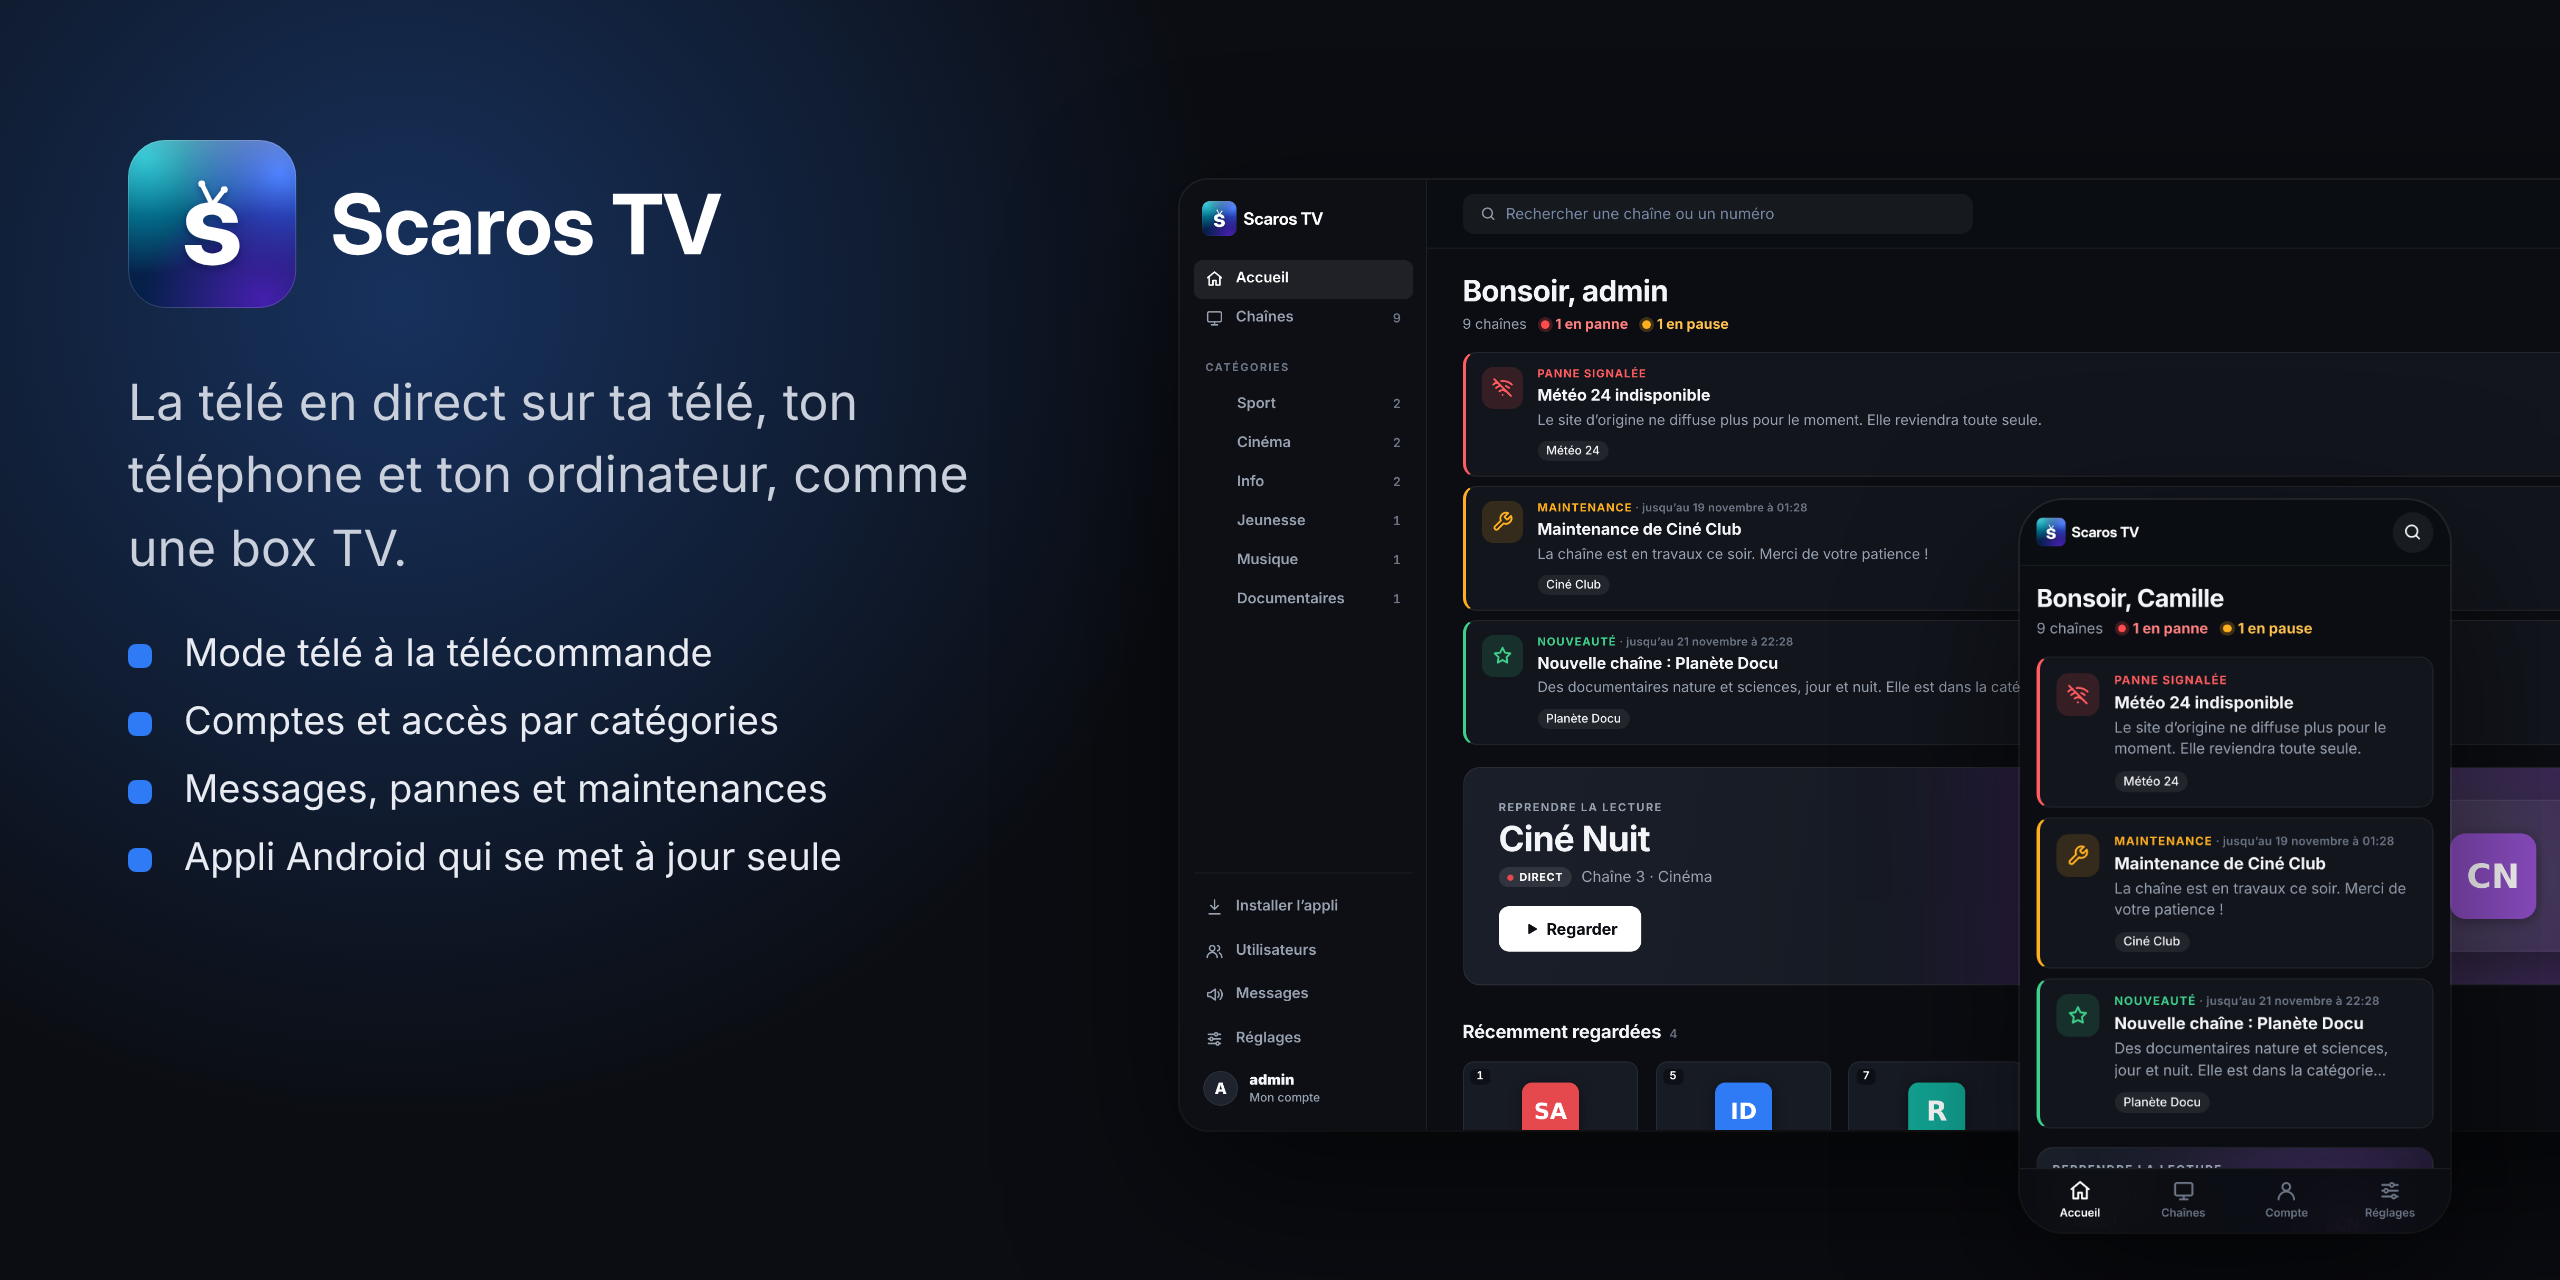 Scaros TV
La télé en direct sur ta télé, ton
téléphone et ton ordinateur, comme
une box TV.
Mode télé à la télécommande
Comptes et accès par catégories
Messages, pannes et maintenances
Appli Android qui se met à jour seule
Scaros TV
Accueil
Chaînes 9
CATÉGORIES
Sport 2
Cinéma 2
Info 2
Jeunesse 1
Musique 1
Documentaires 1
Installer l’appli
Utilisateurs
Messages
Réglages
A
admin
Mon compte
Rechercher une chaîne ou un numéro
Bonsoir, admin
9 chaînes 1 en panne 1 en pause
PANNE SIGNALÉE
Météo 24 indisponible
Le site d’origine ne diffuse plus pour le moment. Elle reviendra toute seule.
Météo 24
MAINTENANCE · jusqu’au 19 novembre à 01:28
Maintenance de Ciné Club
La chaîne est en travaux ce soir. Merci de votre patience !
Ciné Club
NOUVEAUTÉ · jusqu’au 21 novembre à 22:28
Nouvelle chaîne : Planète Docu
Des documentaires nature et sciences, jour et nuit. Elle est dans la caté
Planète Docu
REPRENDRE LA LECTURE
Ciné Nuit
DIRECT Chaîne 3 · Cinéma
Regarder
CN
Récemment regardées 4
1 SA
5 ID
7 R
Scaros TV
Bonsoir, Camille
9 chaînes 1 en panne 1 en pause
PANNE SIGNALÉE
Météo 24 indisponible
Le site d’origine ne diffuse plus pour le
moment. Elle reviendra toute seule.
Météo 24
MAINTENANCE · jusqu’au 19 novembre à 01:28
Maintenance de Ciné Club
La chaîne est en travaux ce soir. Merci de
votre patience !
Ciné Club
NOUVEAUTÉ · jusqu’au 21 novembre à 22:28
Nouvelle chaîne : Planète Docu
Des documentaires nature et sciences,
jour et nuit. Elle est dans la catégorie…
Planète Docu
REPRENDRE LA LECTURE
Accueil
Chaînes
Compte
Réglages